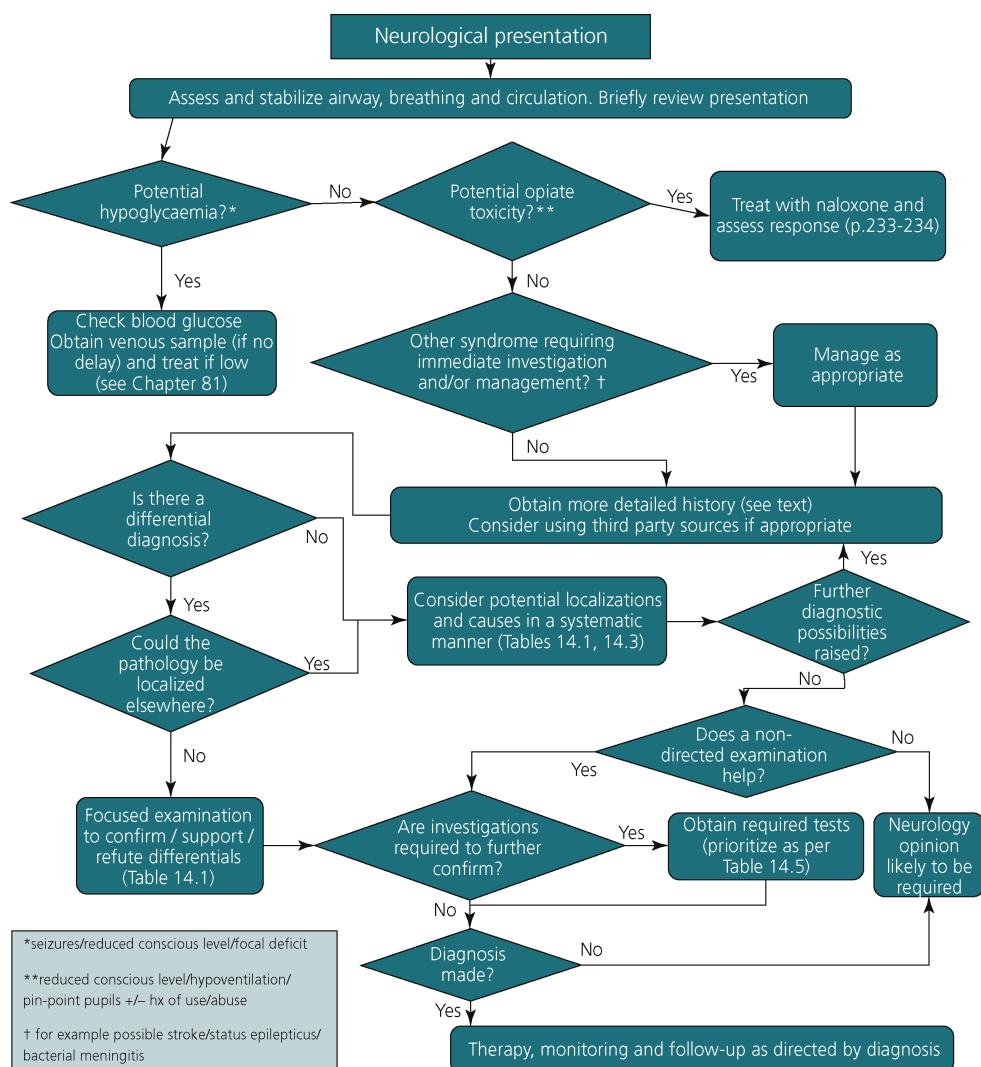 Neurological presentation
Assess and stabilize airway, breathing and circulation. Briefly review presentation
Potential
hypoglycaemia?*
No
Potential opiate
toxicity?**
Yes
Treat with naloxone and
assess response (p.233-234)
Yes
No
Check blood glucose
Obtain venous sample (if no
delay) and treat if low
(see Chapter 81)
Other syndrome requiring
immediate investigation
and/or management? †
Yes
Manage as
appropriate
No
Obtain more detailed history (see text)
Consider using third party sources if appropriate
Is there a
differential
diagnosis?
No
Yes
Yes
Consider potential localizations
and causes in a systematic
manner (Tables 14.1, 14.3)
Further
diagnostic
possibilities
raised?
Could the
pathology be
localized
elsewhere?
Yes
No
No
Does a non-
directed examination
help?
Yes
No
Focused examination
to confirm / support /
refute differentials
(Table 14.1)
Are investigations
required to further
confirm?
Yes
Obtain required tests
(prioritize as per
Table 14.5)
Neurology
opinion
likely to be
required
No
Diagnosis
made?
No
Yes
Therapy, monitoring and follow-up as directed by diagnosis
*seizures/reduced conscious level/focal deficit
**reduced conscious level/hypoventilation/
pin-point pupils +/– hx of use/abuse
† for example possible stroke/status epilepticus/
bacterial meningitis